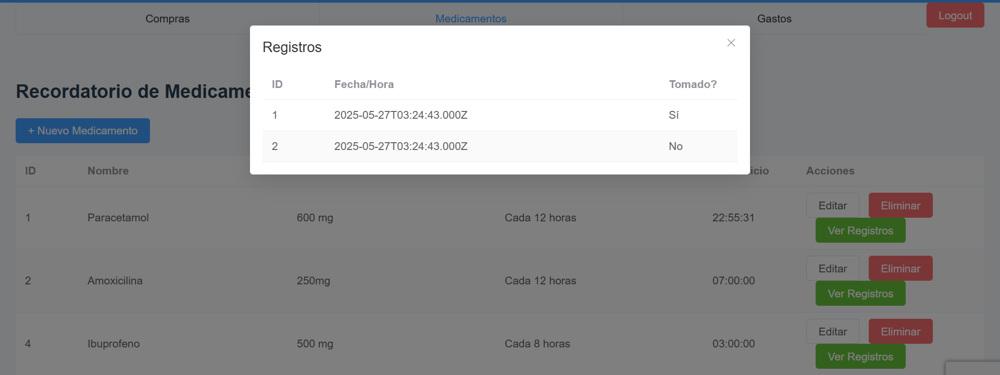 Compras Medicamentos Gastos Logout
Registros
ID Fecha/Hora Tomado?
1 2025-05-27T03:24:43.000Z Sí
2 2025-05-27T03:24:43.000Z No
Recordatorio de Medicame
+ Nuevo Medicamento
ID Nombre icio Acciones
1 Paracetamol 600 mg Cada 12 horas 22:55:31 Editar Eliminar
Ver Registros
2 Amoxicilina 250mg Cada 12 horas 07:00:00 Editar Eliminar
Ver Registros
4 Ibuprofeno 500 mg Cada 8 horas 03:00:00 Editar Eliminar
Ver Registros